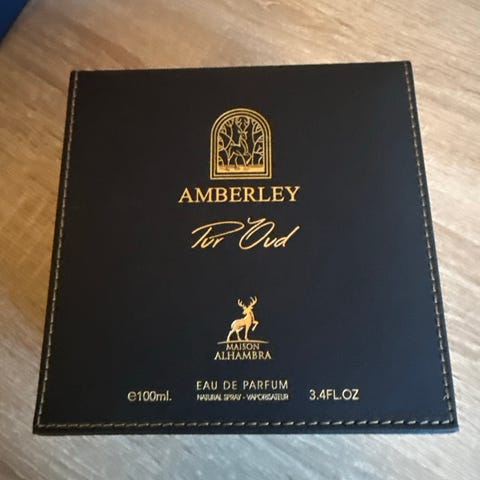 AMBERLEY
Pur Oud
MAISON
ALHAMBRA
EAU DE PARFUM
℮100ml. NATURAL SPRAY - VAPORISATEUR 3.4FL.OZ